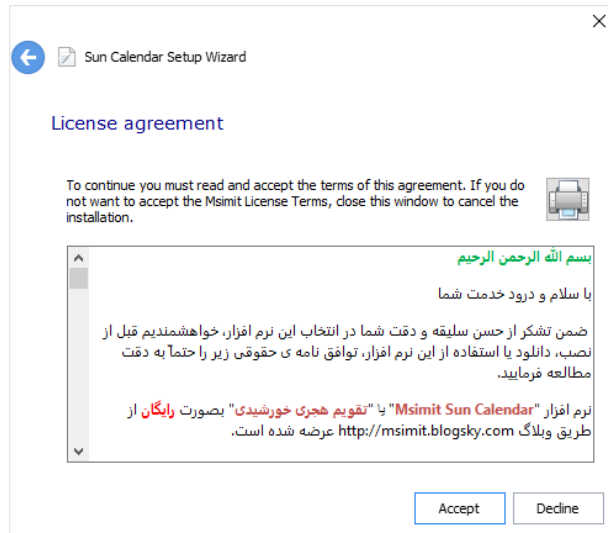 Sun Calendar Setup Wizard
License agreement
To continue you must read and accept the terms of this agreement. If you do
not want to accept the Msimit License Terms, close this window to cancel the
installation.
بسم الله الرحمن الرحیم
با سلام و درود خدمت شما
ضمن تشکر از حسن سلیقه و دقت شما در انتخاب این نرم افزار، خواهشمندیم قبل از
نصب، دانلود یا استفاده از این نرم افزار، توافق نامه ی حقوقی زیر را حتماً به دقت
مطالعه فرمایید.
نرم افزار "Msimit Sun Calendar" یا "تقویم هجری خورشیدی" بصورت رایگان از
طریق وبلاگ http://msimit.blogsky.com عرضه شده است.
Accept
Decline